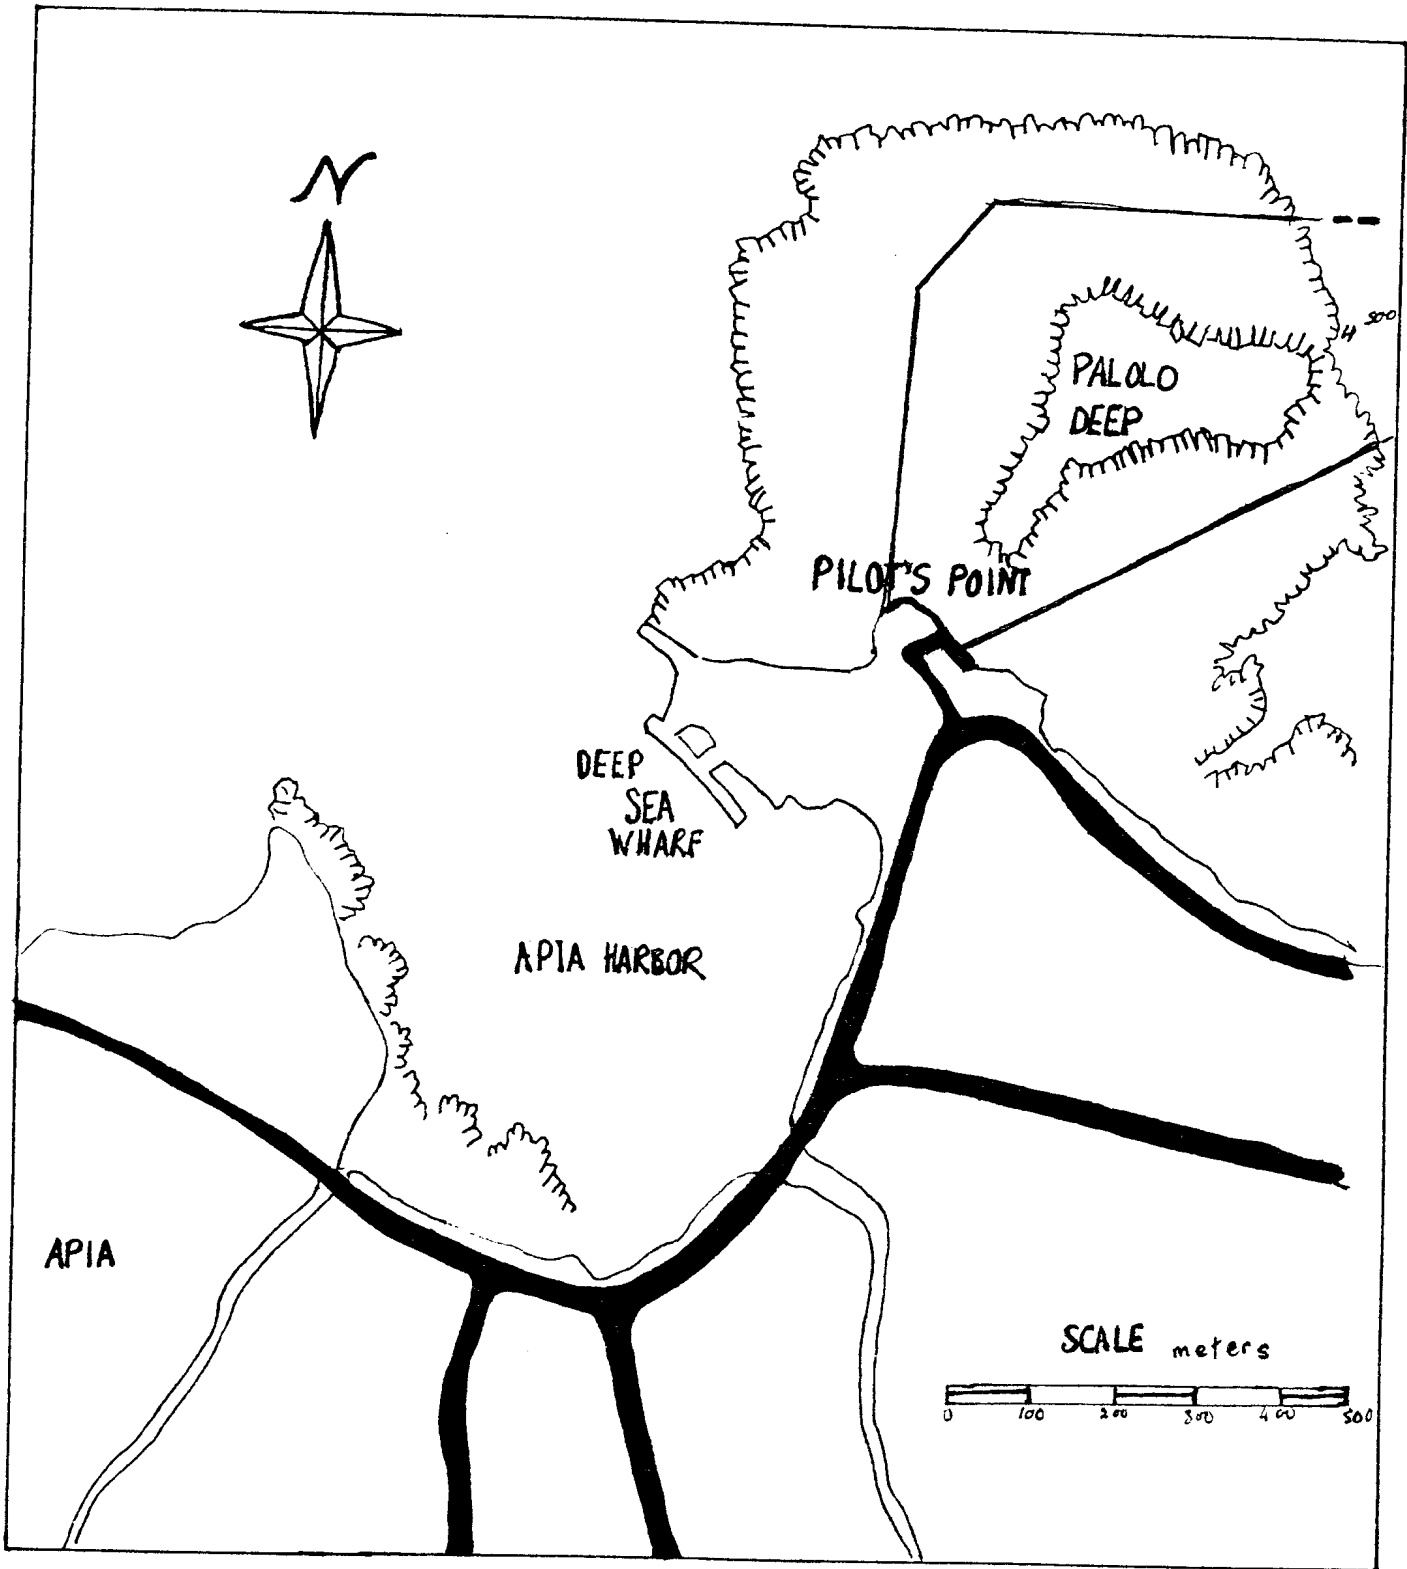 N
500
PALOLO
DEEP
PILOT'S POINT
DEEP
SEA
WHARF
APIA HARBOR
APIA
SCALE meters
0 100 200 300 400 500